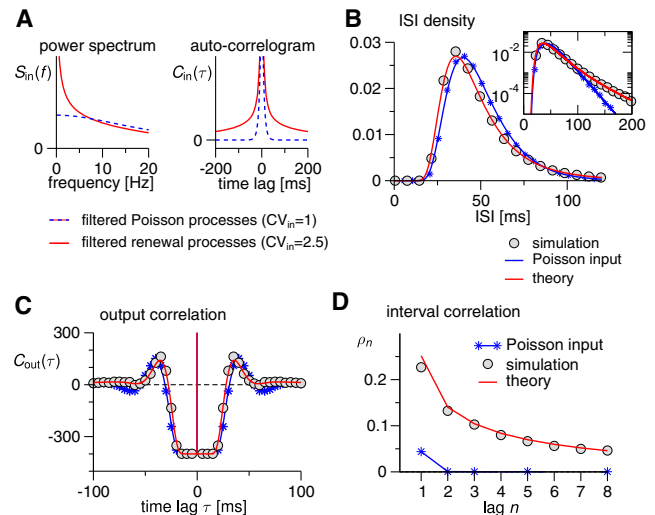 A
power spectrum
auto-correlogram
S_in(f)
C_in(τ)
0
0
0 10 20
frequency [Hz]
-200 0 200
time lag [ms]
filtered Poisson processes (CV_in=1)
filtered renewal processes (CV_in=2.5)
B
ISI density
0.03
0.02
0.01
0
0 50 100
ISI [ms]
10^-2
10^-4
0 50 100 150 200
simulation
Poisson input
theory
C
output correlation
C_out(τ)
300
0
-300
-100 -50 0 50 100
time lag τ [ms]
D
interval correlation
ρ_n
0.2
0.1
0
1 2 3 4 5 6 7 8
lag n
Poisson input
simulation
theory